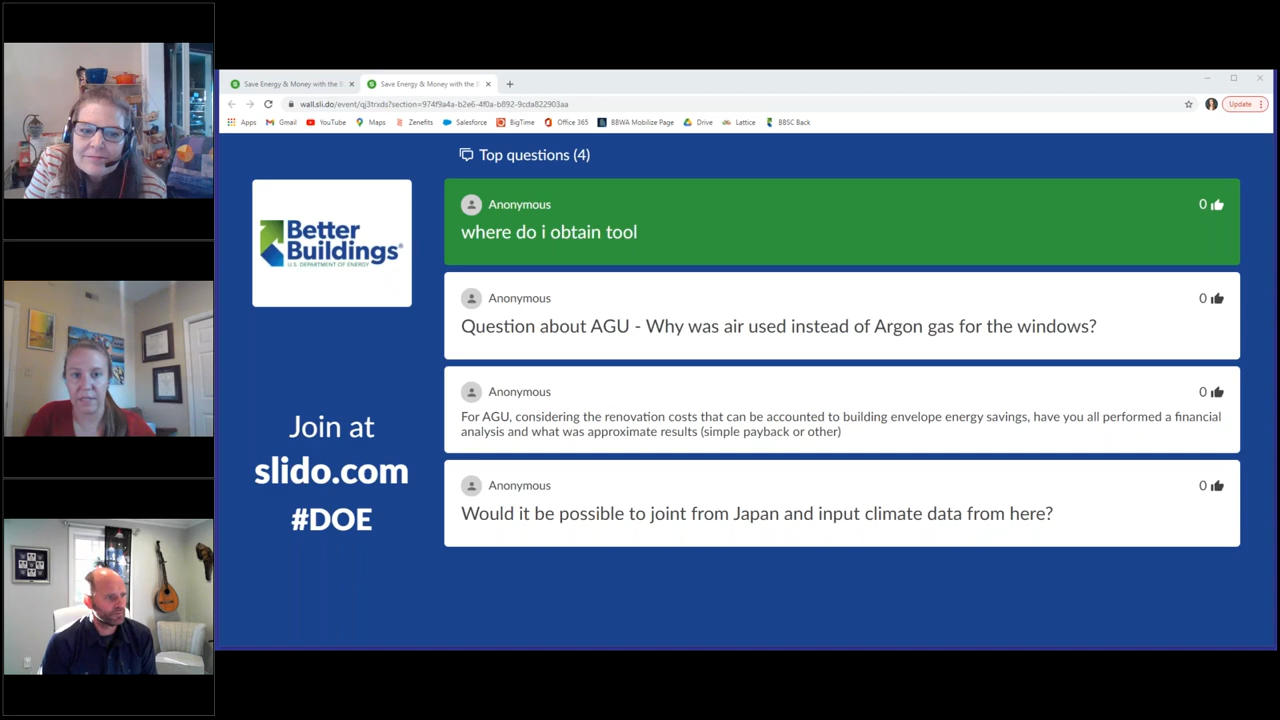 Save Energy & Money with the
Save Energy & Money with the
wall.sli.do/event/qj3trxds?section=974f9a4a-b2e6-4f0a-b892-9cda822903aa
Update
Apps
Gmail
YouTube
Maps
Zenefits
Salesforce
BigTime
Office 365
BBWA Mobilize Page
Drive
Lattice
BBSC Back
Top questions (4)
Better
Buildings®
U.S. DEPARTMENT OF ENERGY
Join at
slido.com
#DOE
Anonymous
0
where do i obtain tool
Anonymous
0
Question about AGU - Why was air used instead of Argon gas for the windows?
Anonymous
0
For AGU, considering the renovation costs that can be accounted to building envelope energy savings, have you all performed a financial
analysis and what was approximate results (simple payback or other)
Anonymous
0
Would it be possible to joint from Japan and input climate data from here?